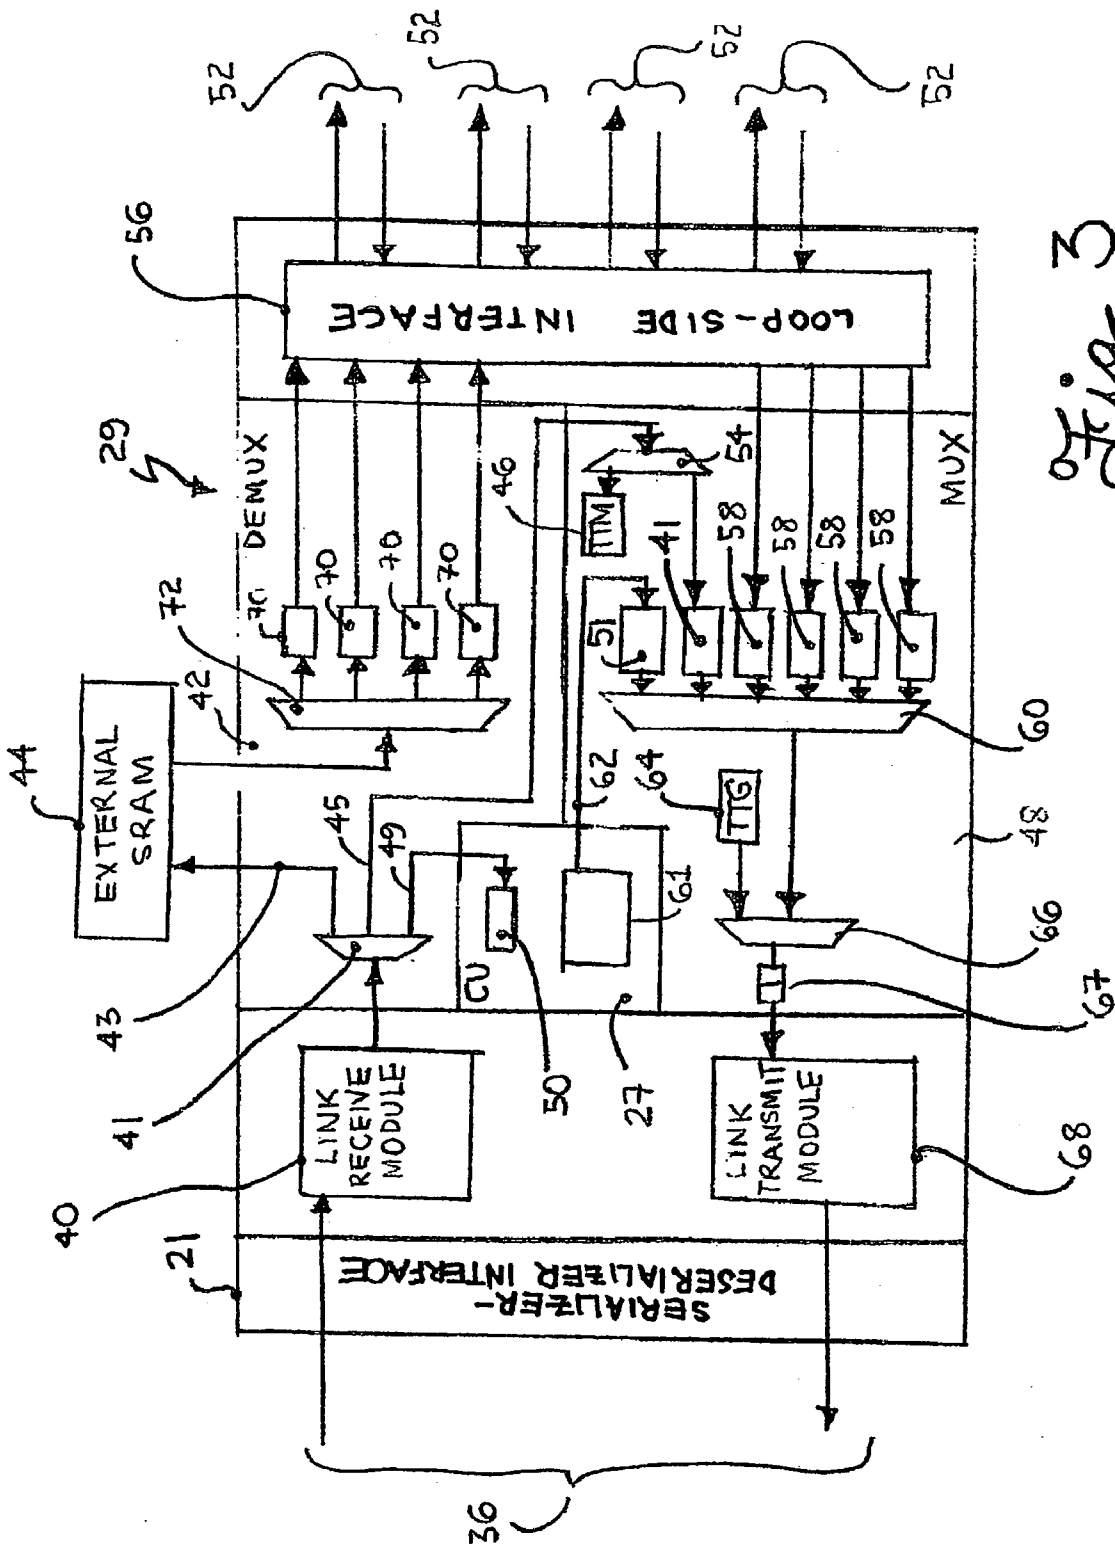 29
DEMUX
42
72
70
70
70
70
56
52
52
52
52
44
EXTERNAL
SRAM
43
41
45
49
40
LINK
RECEIVE
MODULE
21
SERIALIZER-
DESERIALIZER INTERFACE
36
CU
50
27
61
62
46
TTM
54
51
41
58
58
58
58
LOOP-SIDE INTERFACE
64
TTG
60
66
67
48
LINK
TRANSMIT
MODULE
68
MUX
Fig. 3